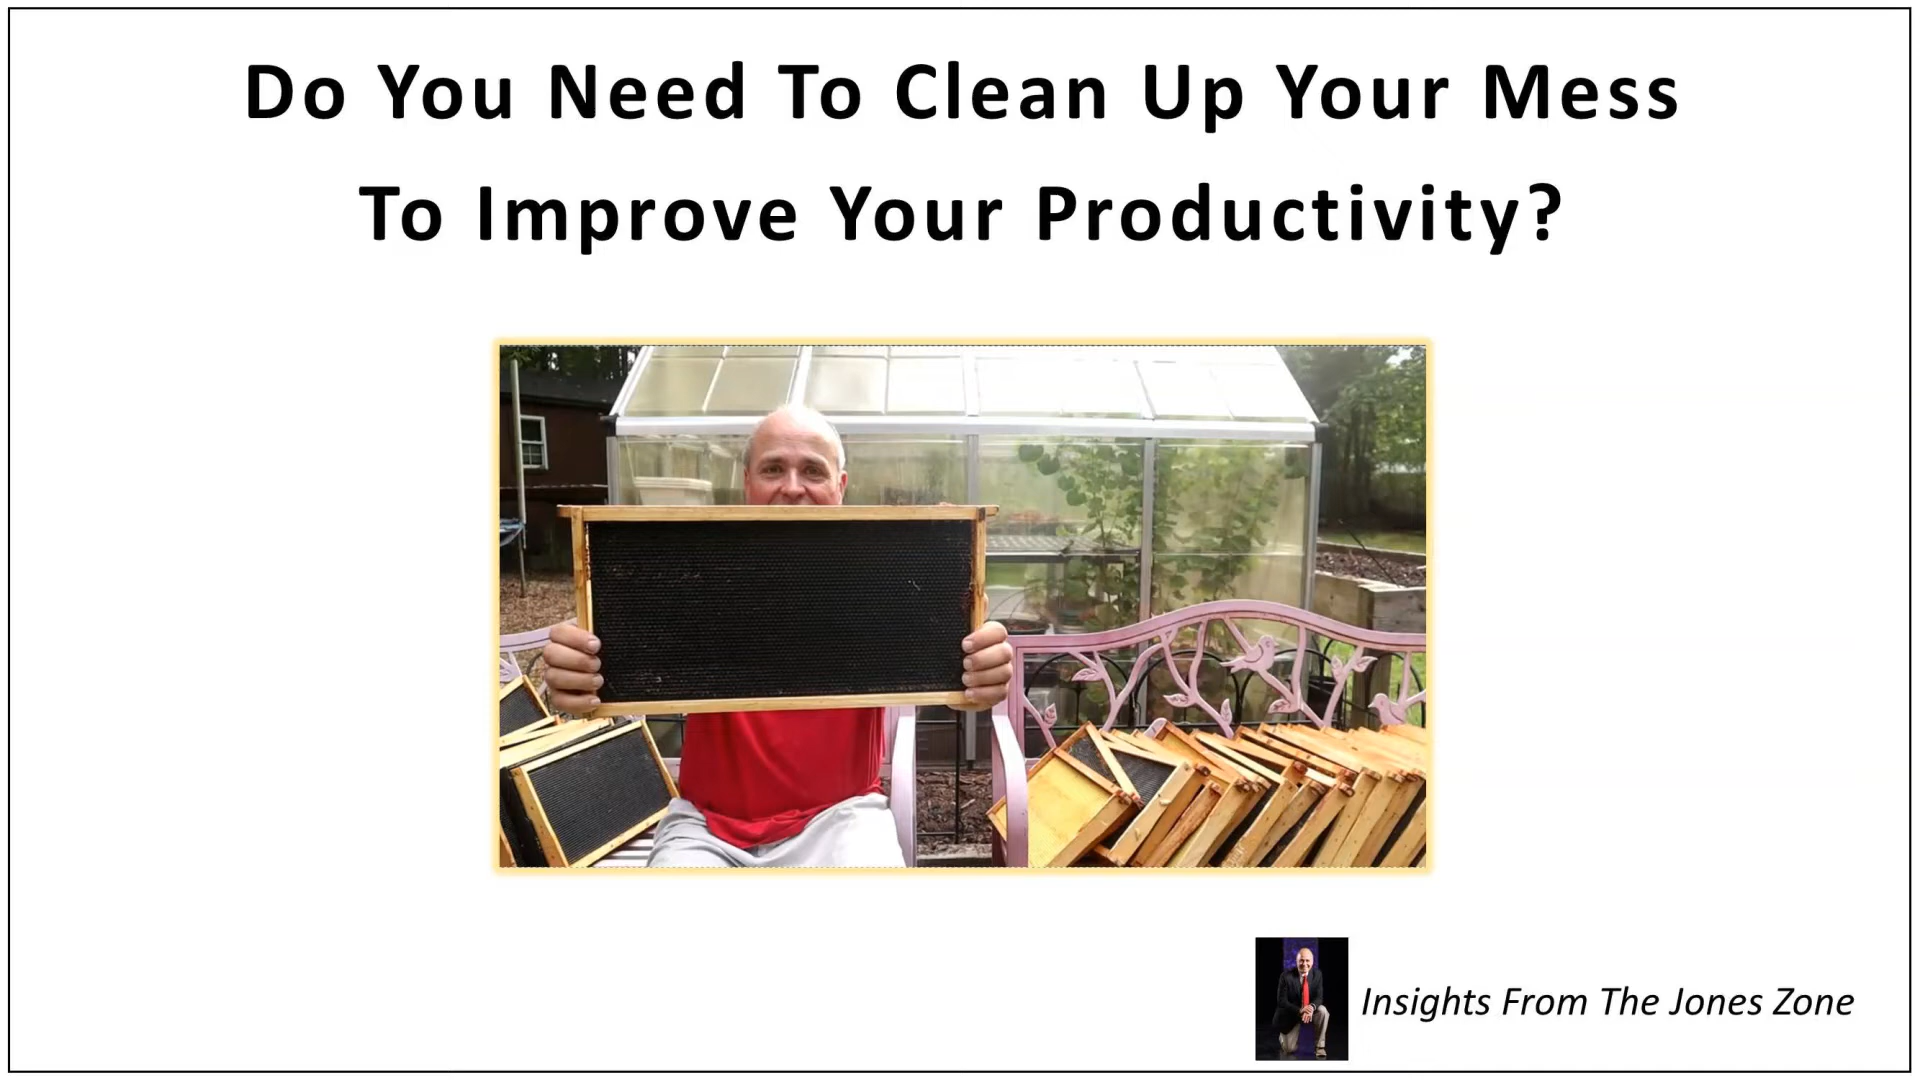 Do You Need To Clean Up Your Mess
To Improve Your Productivity?
Insights From The Jones Zone